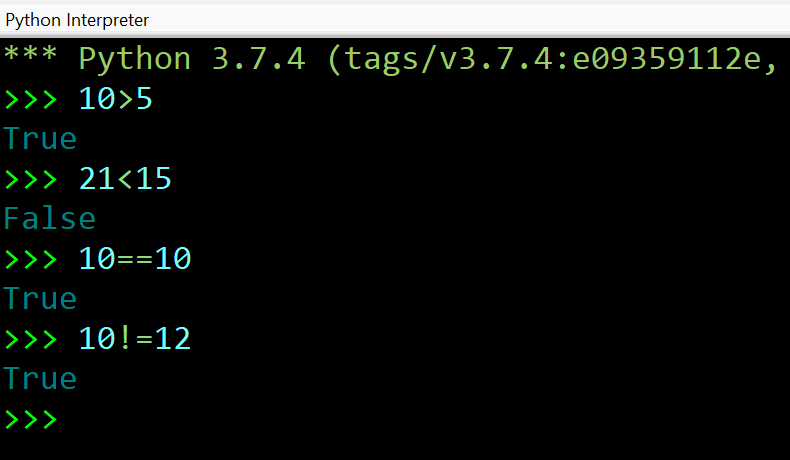 Python Interpreter
*** Python 3.7.4 (tags/v3.7.4:e09359112e,
>>> 10>5
True
>>> 21<15
False
>>> 10==10
True
>>> 10!=12
True
>>>